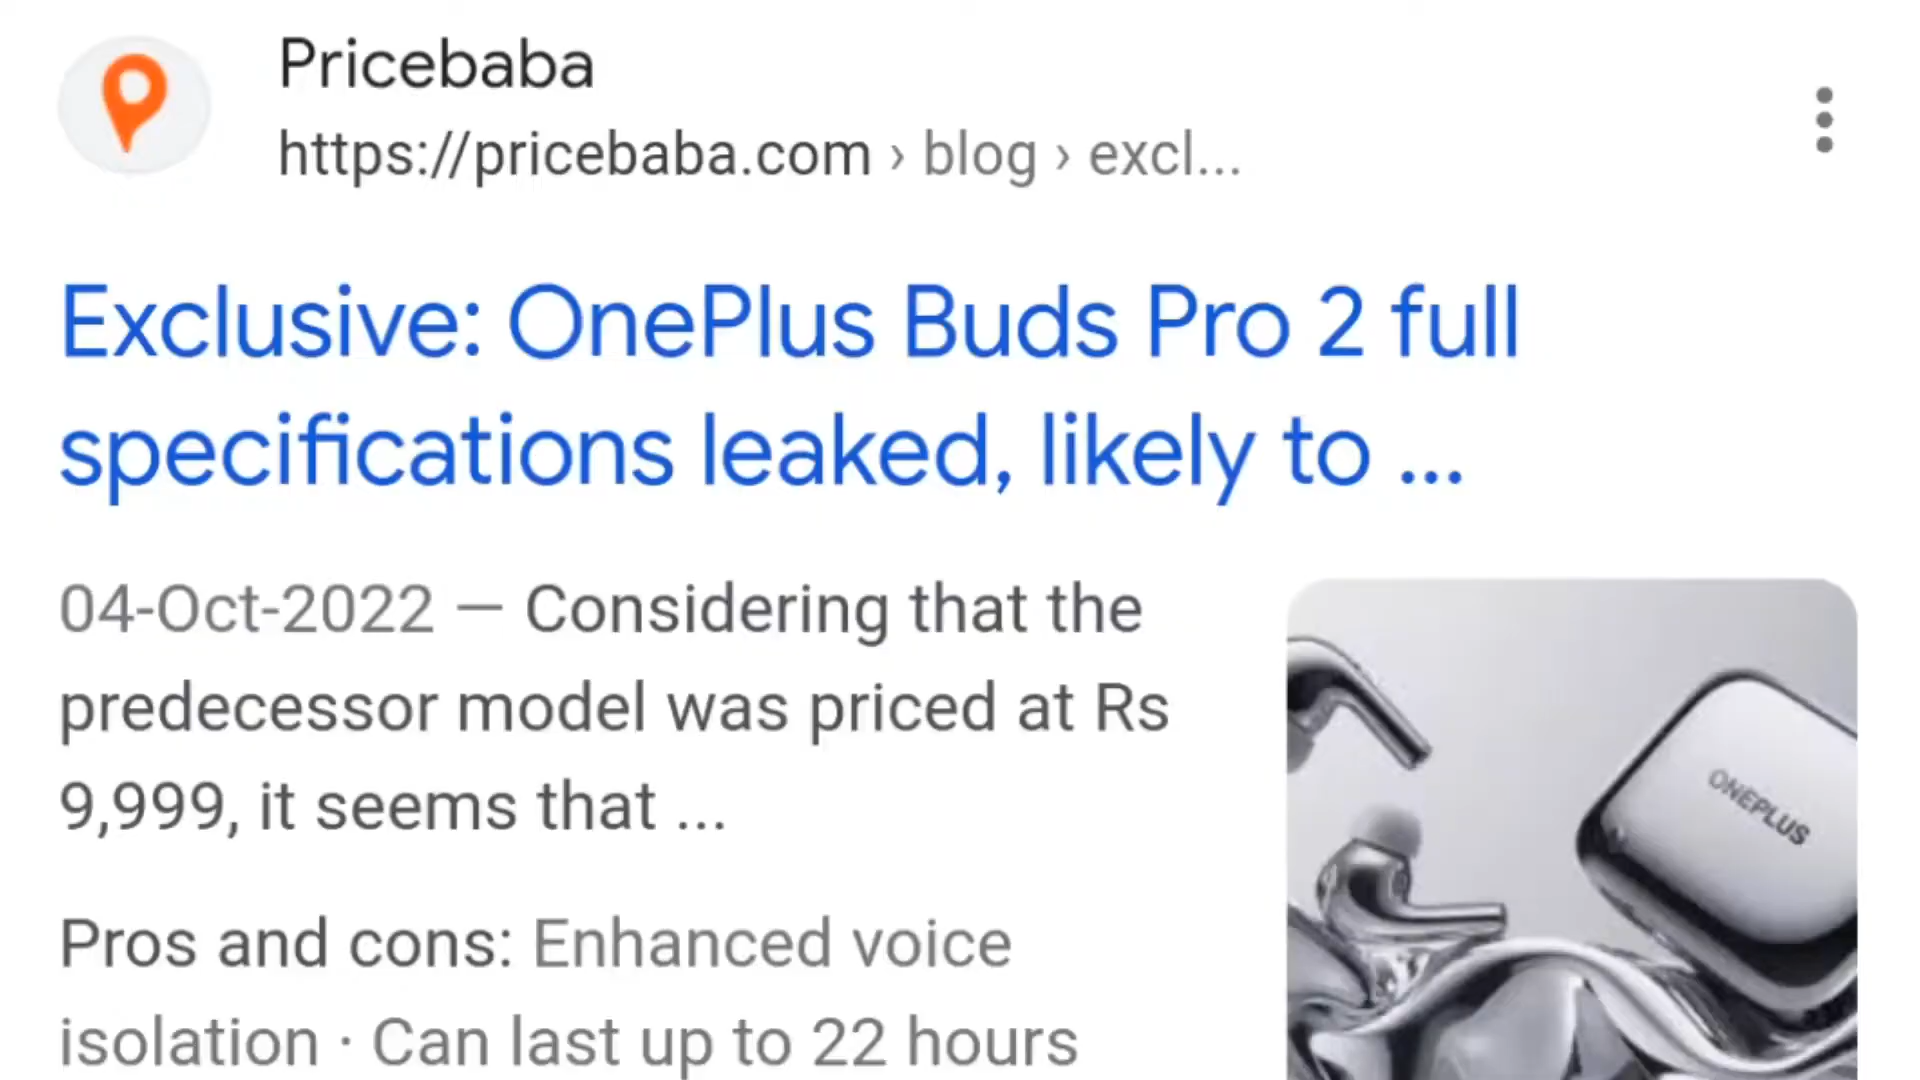 Pricebaba
https://pricebaba.com › blog › excl...
Exclusive: OnePlus Buds Pro 2 full
specifications leaked, likely to ...
04-Oct-2022 — Considering that the
predecessor model was priced at Rs
9,999, it seems that ...
ONEPLUS
Pros and cons: Enhanced voice
isolation · Can last up to 22 hours